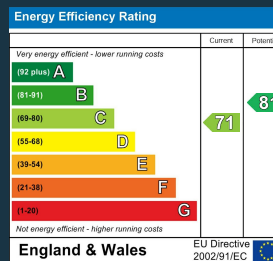 Energy Efficiency Rating
Current
Very energy efficient - lower running costs
(92 plus) A
(81-91) B
(69-80) C
(55-68) D
(39-54) E
(21-38) F
(1-20) G
71
81
Not energy efficient - higher running costs
England & Wales
EU Directive
2002/91/EC